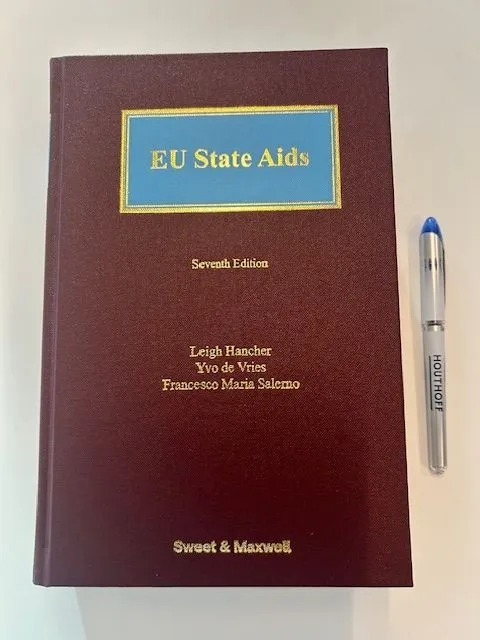 EU State Aids
Seventh Edition
Leigh Hancher
Yvo de Vries
Francesco Maria Salerno
Sweet & Maxwell
HOUTHOFF